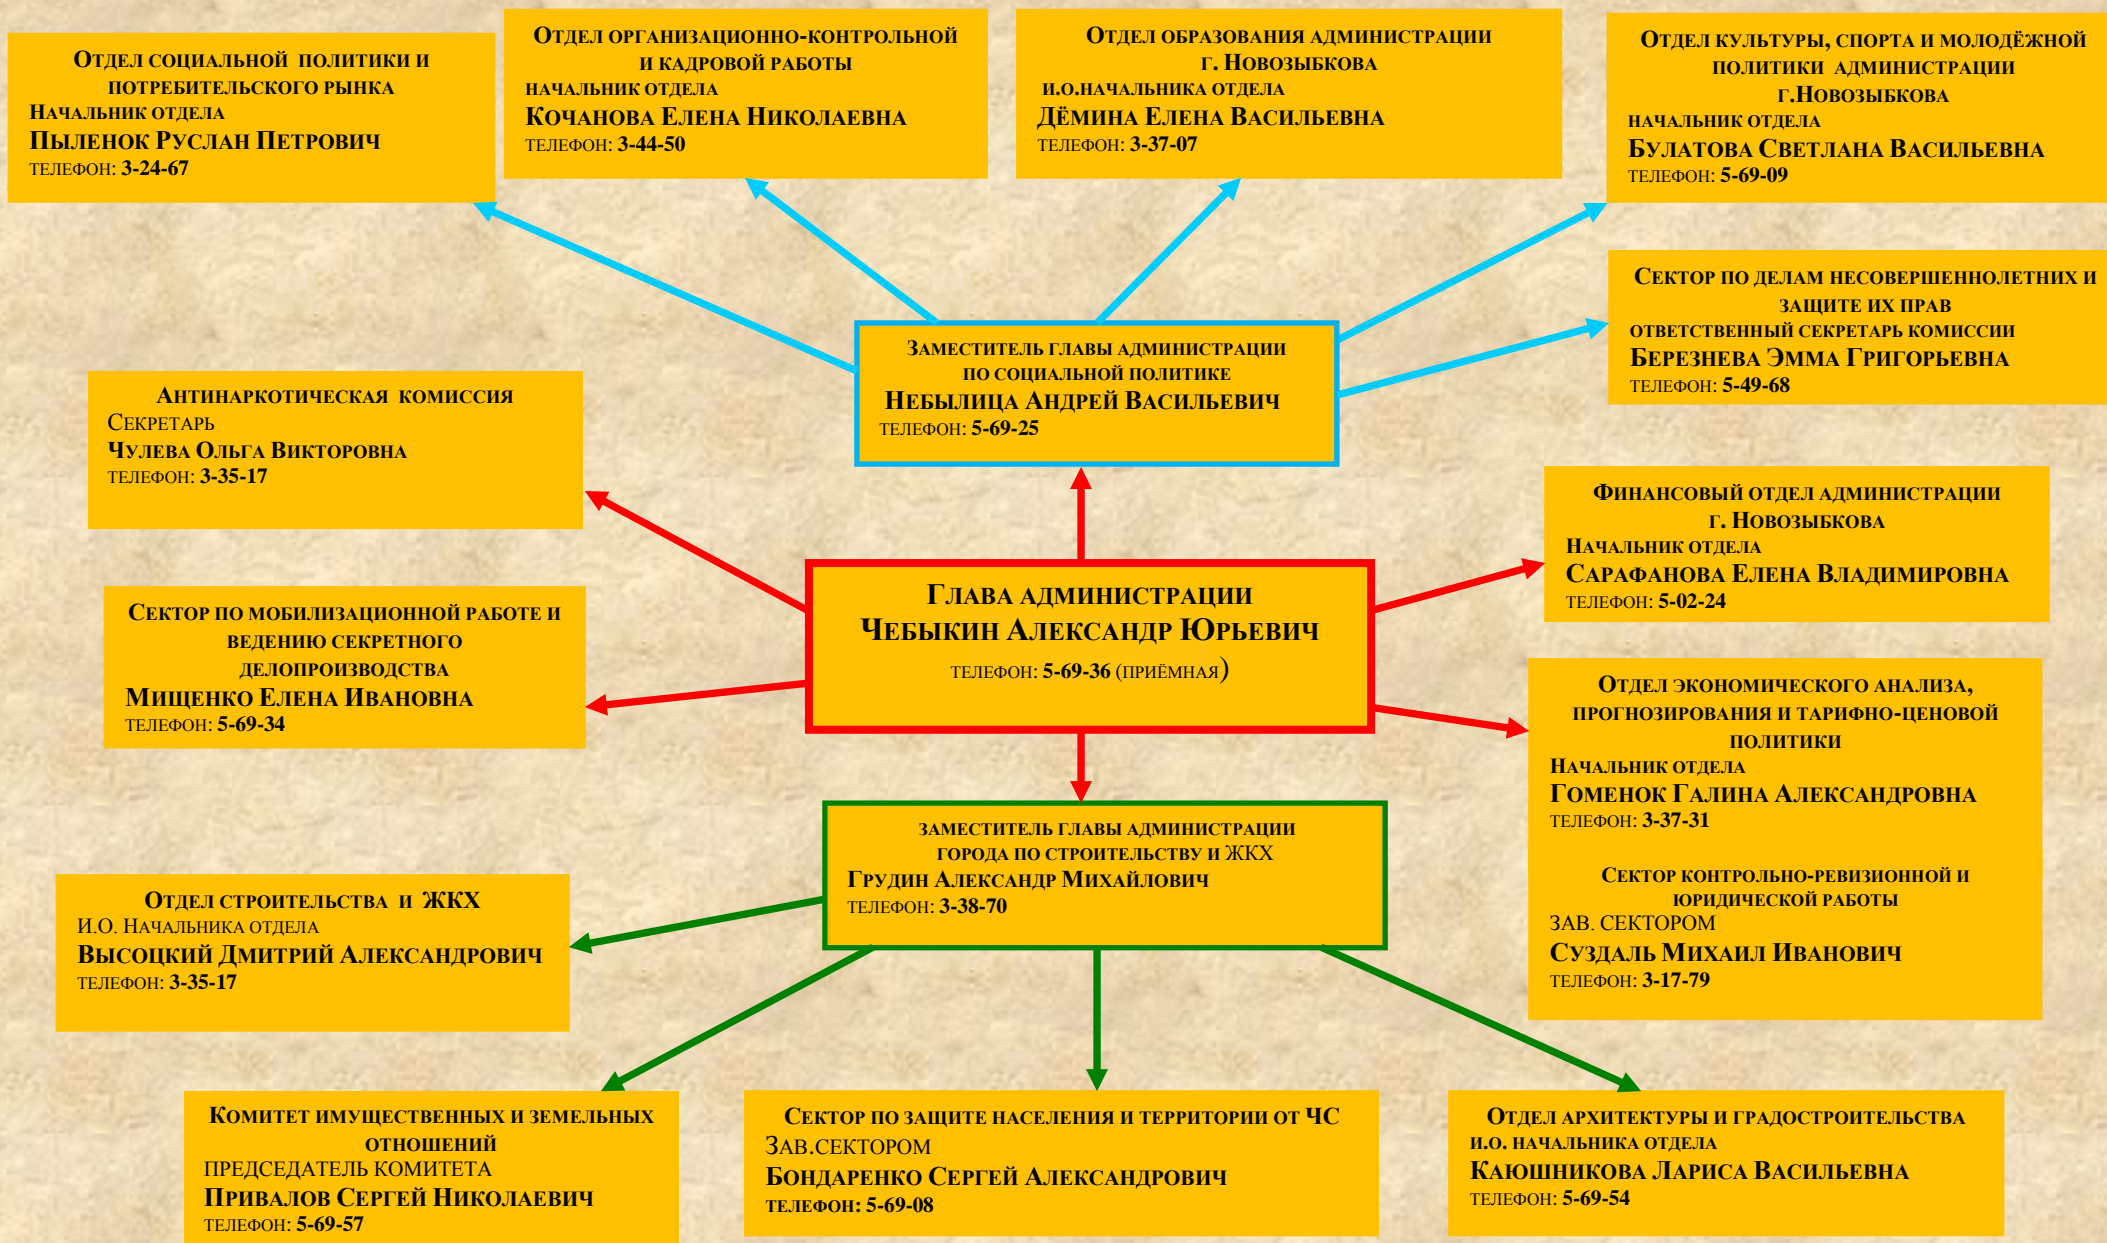 Отдел социальной политики и
потребительского рынка
Начальник отдела
Пыленок Руслан Петрович
телефон: 3-24-67
Отдел организационно-контрольной
и кадровой работы
начальник отдела
Кочанова Елена Николаевна
телефон: 3-44-50
Отдел образования администрации
г. Новозыбкова
и.о.начальника отдела
Дёмина Елена Васильевна
телефон: 3-37-07
Отдел культуры, спорта и молодёжной
политики администрации
г.Новозыбкова
начальник отдела
Булатова Светлана Васильевна
телефон: 5-69-09
Сектор по делам несовершеннолетних и
защите их прав
ответственный секретарь комиссии
Березнева Эмма Григорьевна
телефон: 5-49-68
Заместитель главы администрации
по социальной политике
Небылица Андрей Васильевич
телефон: 5-69-25
Антинаркотическая комиссия
Секретарь
Чулева Ольга Викторовна
телефон: 3-35-17
Финансовый отдел администрации
г. Новозыбкова
Начальник отдела
Сарафанова Елена Владимировна
телефон: 5-02-24
Глава администрации
Чебыкин Александр Юрьевич
телефон: 5-69-36 (приёмная)
Сектор по мобилизационной работе и
ведению секретного
делопроизводства
Мищенко Елена Ивановна
телефон: 5-69-34
Отдел экономического анализа,
прогнозирования и тарифно-ценовой
политики
Начальник отдела
Гоменок Галина Александровна
телефон: 3-37-31
Сектор контрольно-ревизионной и
юридической работы
зав. сектором
Суздаль Михаил Иванович
телефон: 3-17-79
заместитель главы администрации
города по строительству и ЖКХ
Грудин Александр Михайлович
телефон: 3-38-70
Отдел строительства и ЖКХ
И.О. Начальника отдела
Высоцкий Дмитрий Александрович
телефон: 3-35-17
Комитет имущественных и земельных
отношений
председатель комитета
Привалов Сергей Николаевич
телефон: 5-69-57
Сектор по защите населения и территории от ЧС
Зав.сектором
Бондаренко Сергей Александрович
телефон: 5-69-08
Отдел архитектуры и градостроительства
и.о. начальника отдела
Каюшникова Лариса Васильевна
телефон: 5-69-54